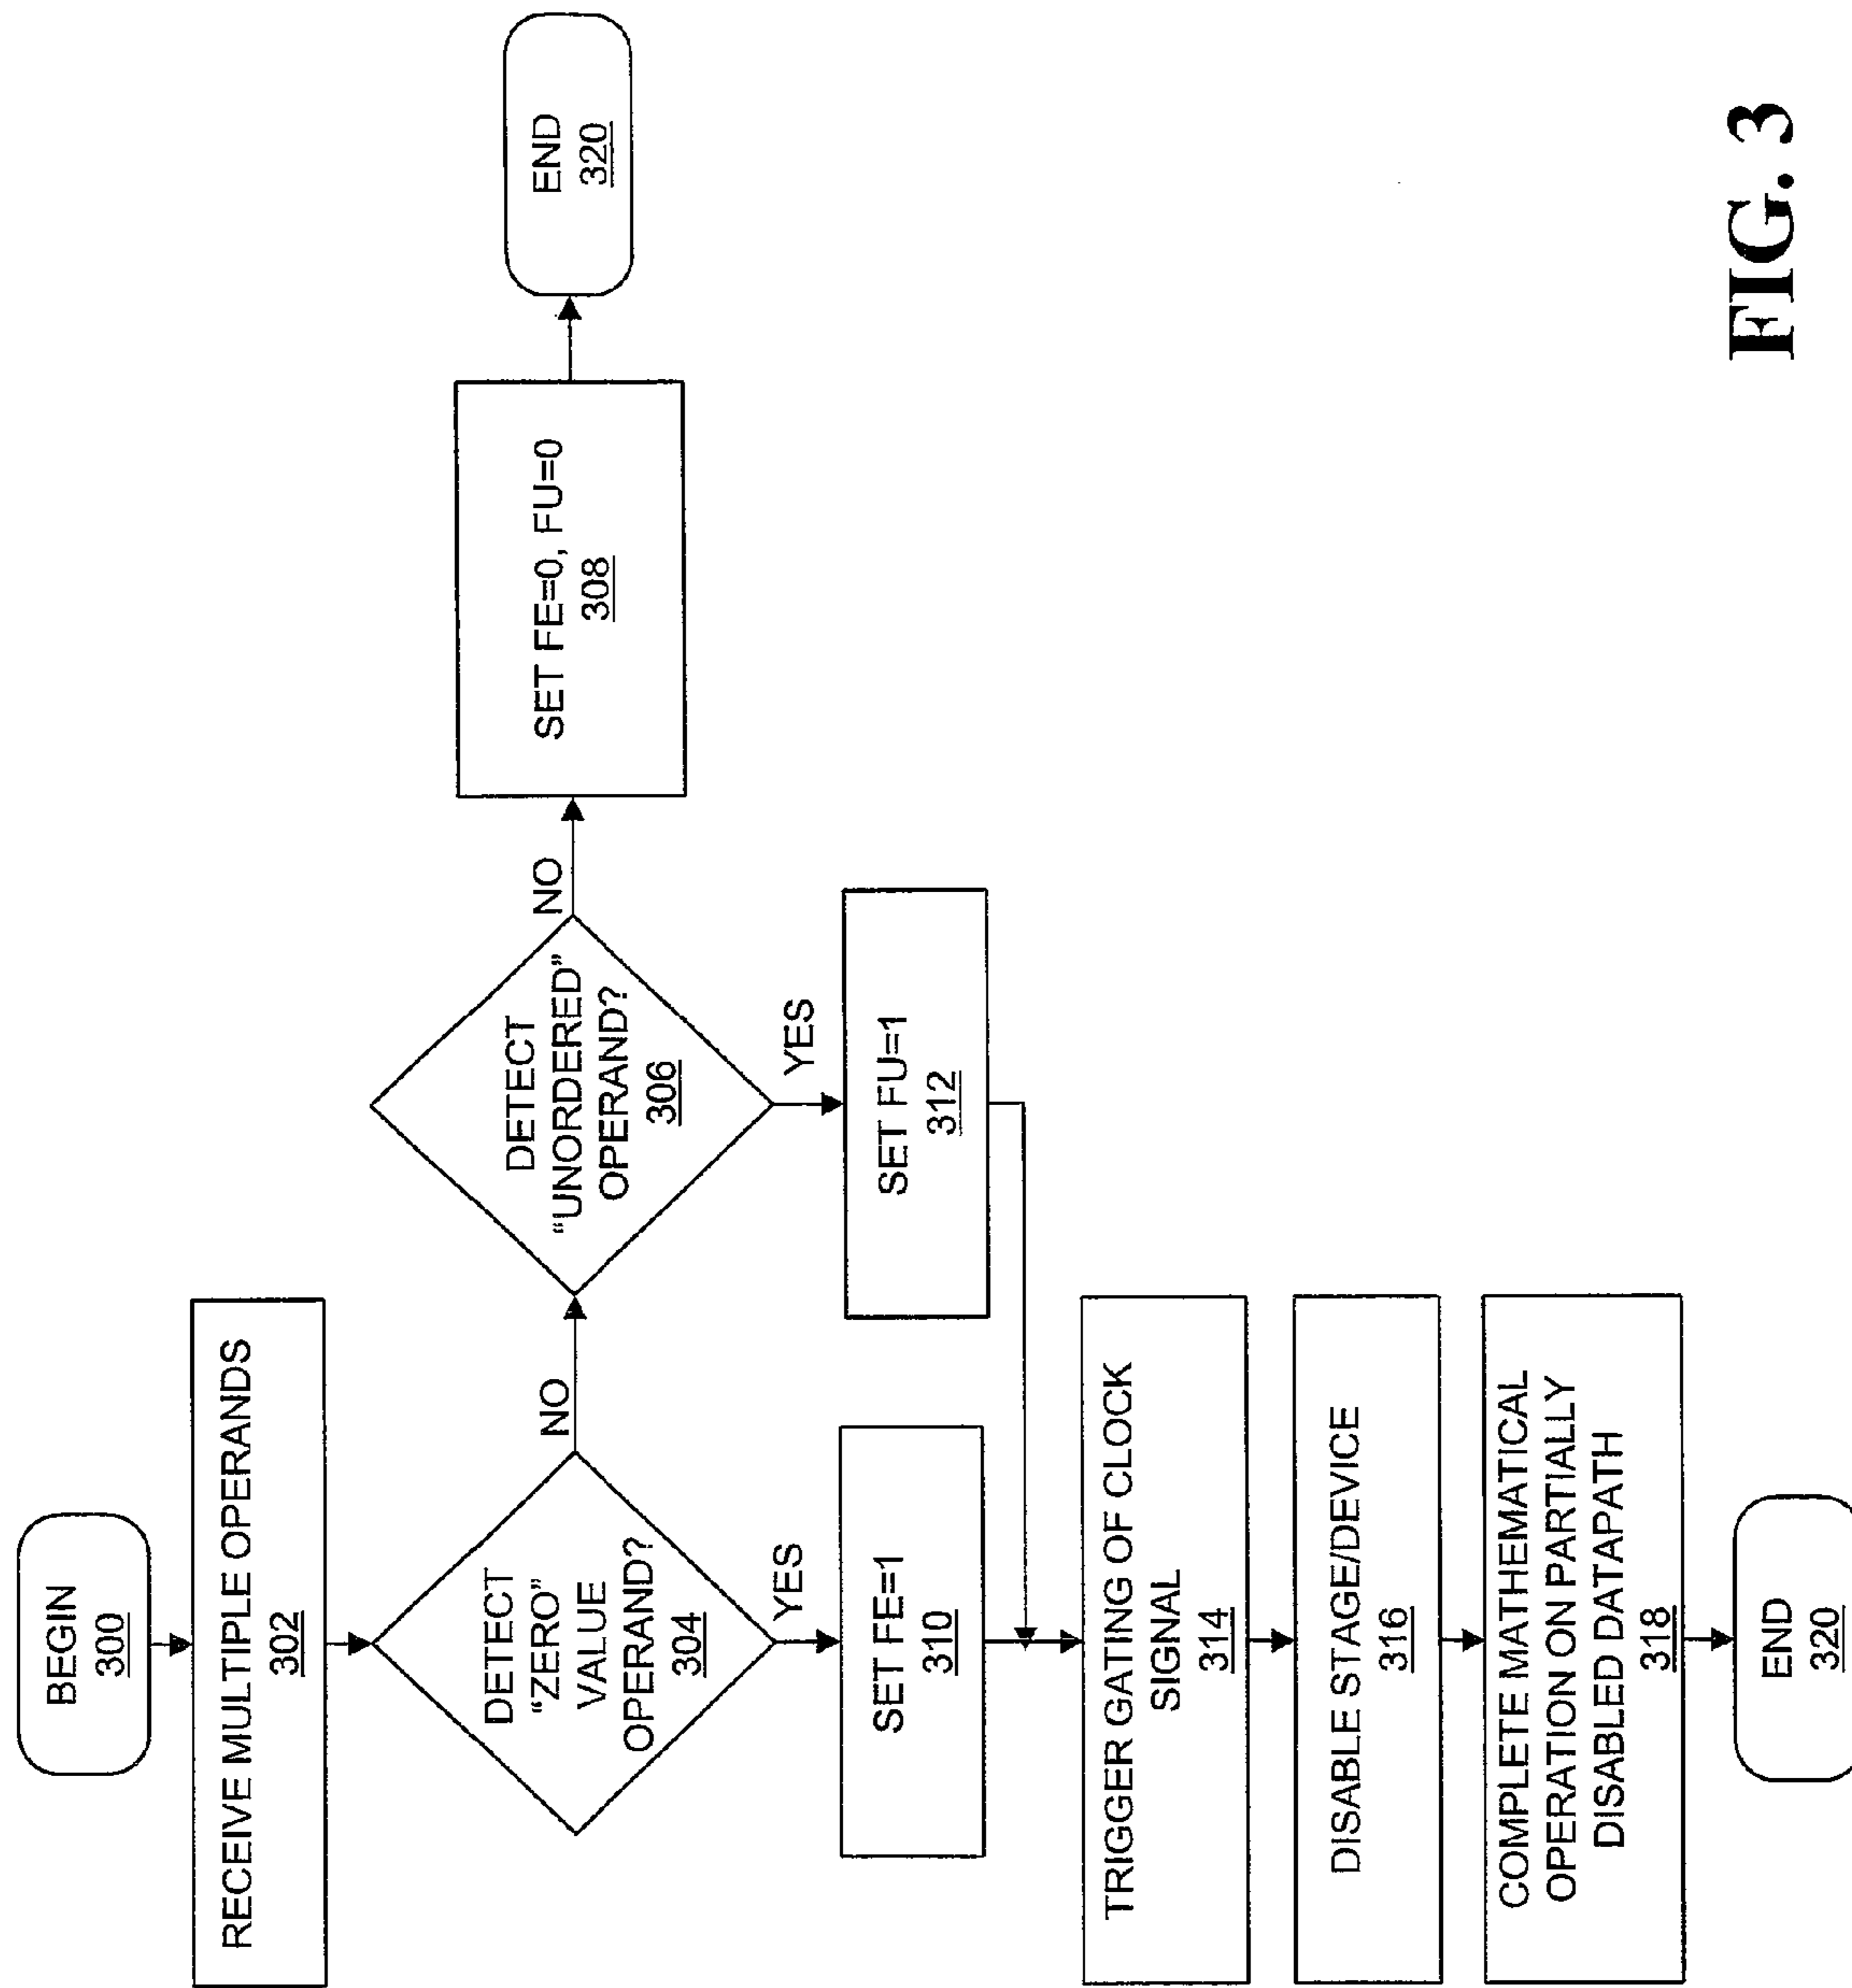 BEGIN
300
RECEIVE MULTIPLE OPERANDS
302
DETECT
“ZERO”
VALUE
OPERAND?
304
NO
YES
DETECT
“UNORDERED”
OPERAND?
306
NO
YES
SET FE=0, FU=0
308
END
320
SET FE=1
310
SET FU=1
312
TRIGGER GATING OF CLOCK
SIGNAL
314
DISABLE STAGE/DEVICE
316
COMPLETE MATHEMATICAL
OPERATION ON PARTIALLY
DISABLED DATAPATH
318
END
320
FIG. 3